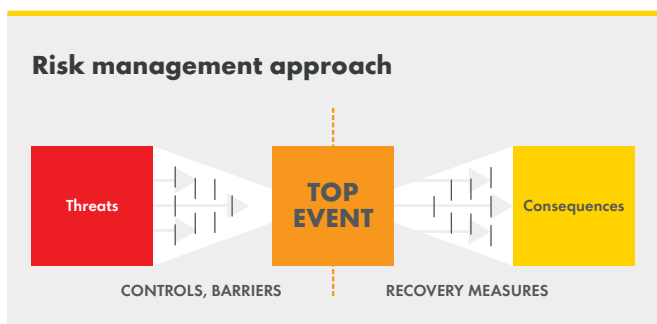 Risk management approach
Threats
TOP
EVENT
Consequences
CONTROLS, BARRIERS
RECOVERY MEASURES